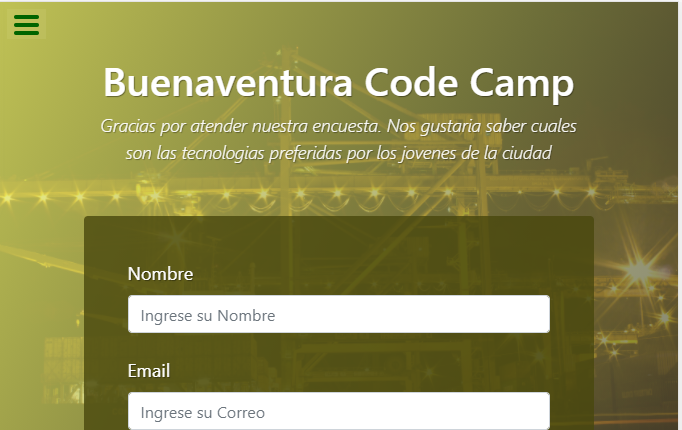 Buenaventura Code Camp
Gracias por atender nuestra encuesta. Nos gustaria saber cuales
son las tecnologias preferidas por los jovenes de la ciudad
Nombre
Ingrese su Nombre
Email
Ingrese su Correo